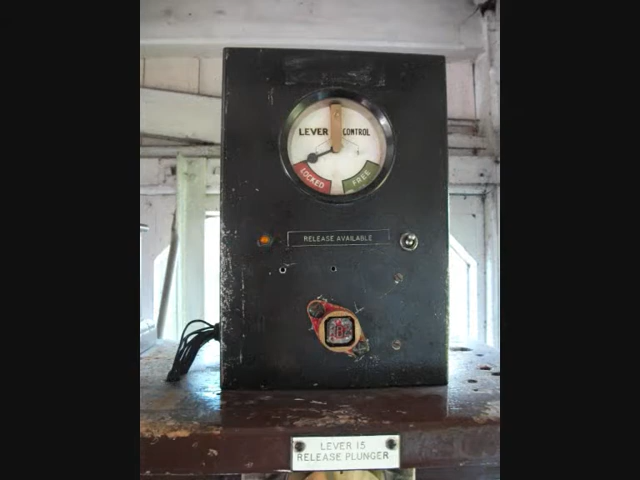 LEVER CONTROL
LOCKED FREE
RELEASE AVAILABLE
LEVER 15
RELEASE PLUNGER